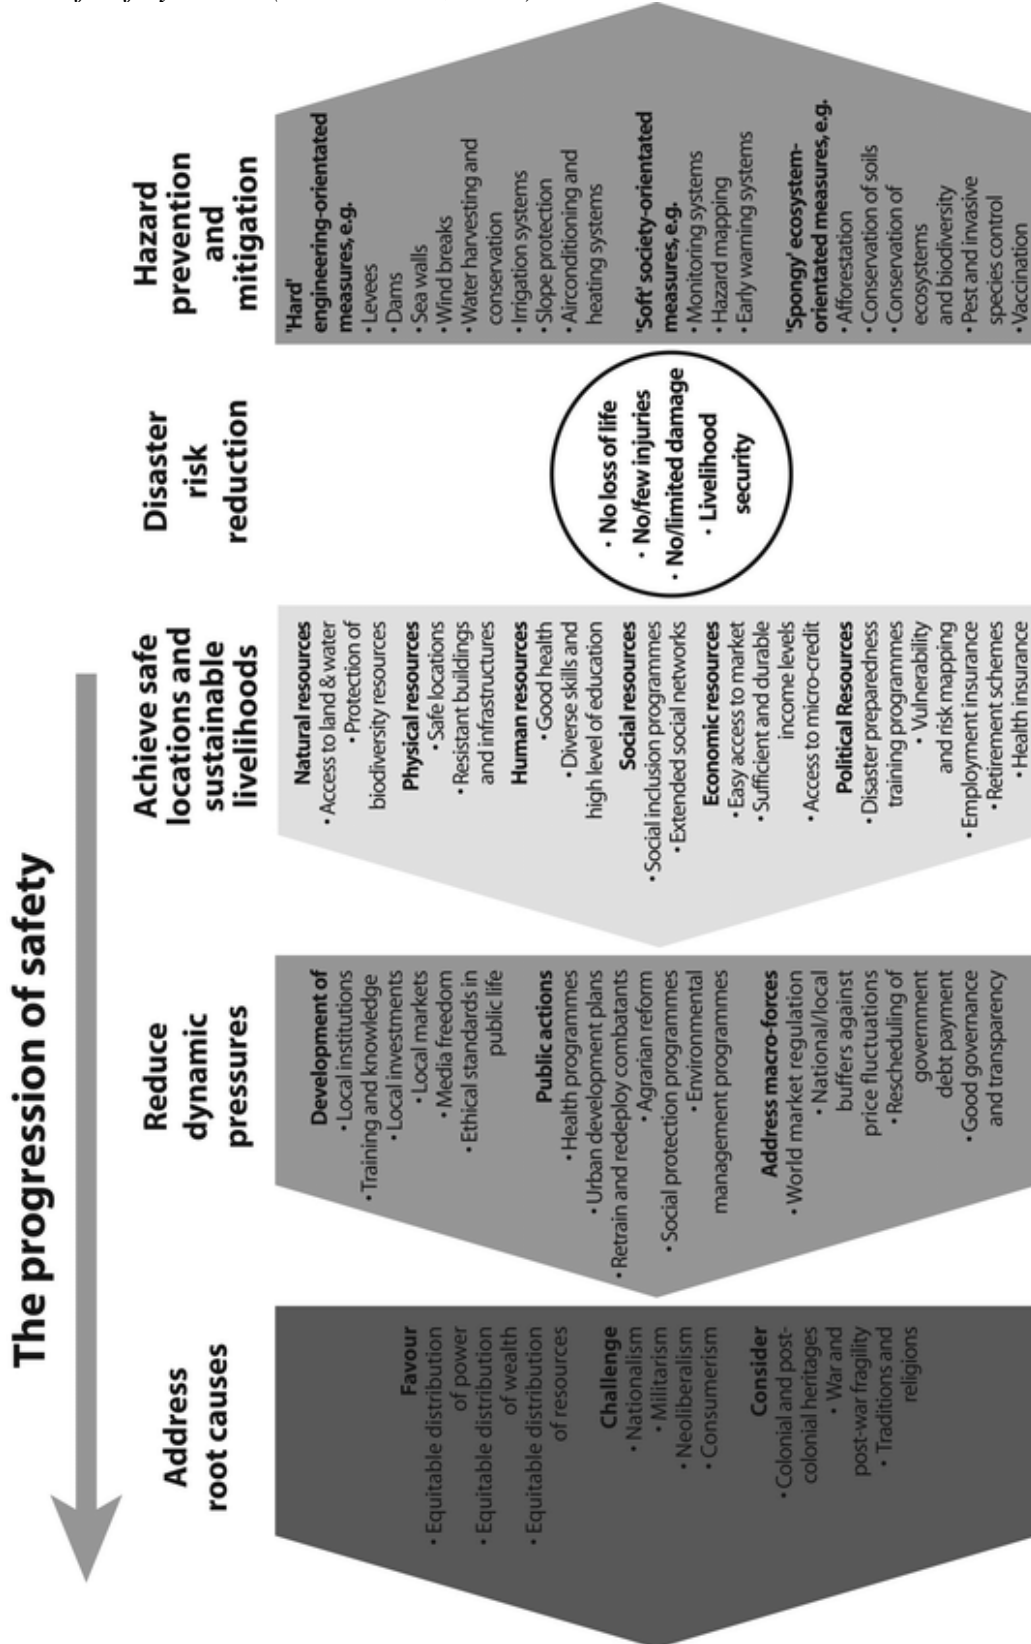 The progression of safety
Address
root causes
Favour
• Equitable distribution
of power
• Equitable distribution
of wealth
• Equitable distribution
of resources
Challenge
• Nationalism
• Militarism
• Neoliberalism
• Consumerism
Consider
• Colonial and post-
colonial heritages
• War and
post-war fragility
• Traditions and
religions
Reduce
dynamic
pressures
Development of
• Local institutions
• Training and knowledge
• Local investments
• Local markets
• Media freedom
• Ethical standards in
public life
Public actions
• Health programmes
• Urban development plans
• Retrain and redeploy combatants
• Agrarian reform
• Social protection programmes
• Environmental
management programmes
Address macro-forces
• World market regulation
• National/local
buffers against
price fluctuations
• Rescheduling of
government
debt payment
• Good governance
and transparency
Achieve safe
locations and
sustainable
livelihoods
Natural resources
• Access to land & water
• Protection of
biodiversity resources
Physical resources
• Safe locations
• Resistant buildings
and infrastructures
Human resources
• Good health
• Diverse skills and
high level of education
Social resources
• Social inclusion programmes
• Extended social networks
Economic resources
• Easy access to market
• Sufficient and durable
income levels
• Access to micro-credit
Political Resources
• Disaster preparedness
training programmes
• Vulnerability
and risk mapping
• Employment insurance
• Retirement schemes
• Health insurance
Disaster
risk
reduction
• No loss of life
• No/few injuries
• No/limited damage
• Livelihood
security
Hazard
prevention
and
mitigation
'Hard'
engineering-orientated
measures, e.g.
• Levees
• Dams
• Sea walls
• Wind breaks
• Water harvesting and
conservation
• Irrigation systems
• Slope protection
• Airconditioning and
heating systems
'Soft' society-orientated
measures, e.g.
• Monitoring systems
• Hazard mapping
• Early warning systems
'Spongy' ecosystem-
orientated measures, e.g.
• Afforestation
• Conservation of soils
• Conservation of
ecosystems
and biodiversity
• Pest and invasive
species control
• Vaccination